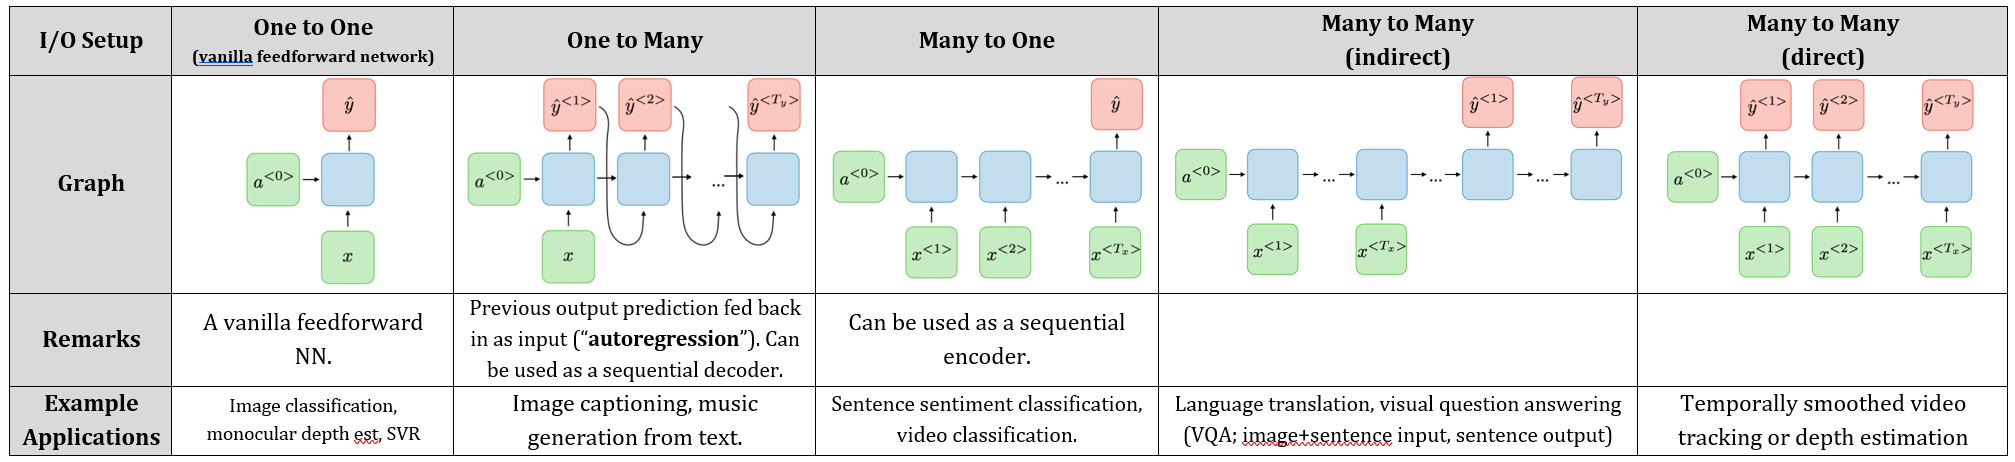 I/O Setup
One to One
(vanilla feedforward network)
One to Many
Many to One
Many to Many
(indirect)
Many to Many
(direct)
Graph
ŷ
a<0>
x
ŷ<1> ŷ<2> ŷ<Ty>
a<0> ...
x
ŷ
a<0> ...
x<1> x<2> x<Tx>
ŷ<1> ŷ<Ty>
a<0> ... ... ...
x<1> x<Tx>
ŷ<1> ŷ<2> ŷ<Ty>
a<0> ...
x<1> x<2> x<Tx>
Remarks
A vanilla feedforward
NN.
Previous output prediction fed back
in as input (“autoregression”). Can
be used as a sequential decoder.
Can be used as a sequential
encoder.
Example
Applications
Image classification,
monocular depth est, SVR
Image captioning, music
generation from text.
Sentence sentiment classification,
video classification.
Language translation, visual question answering
(VQA; image+sentence input, sentence output)
Temporally smoothed video
tracking or depth estimation